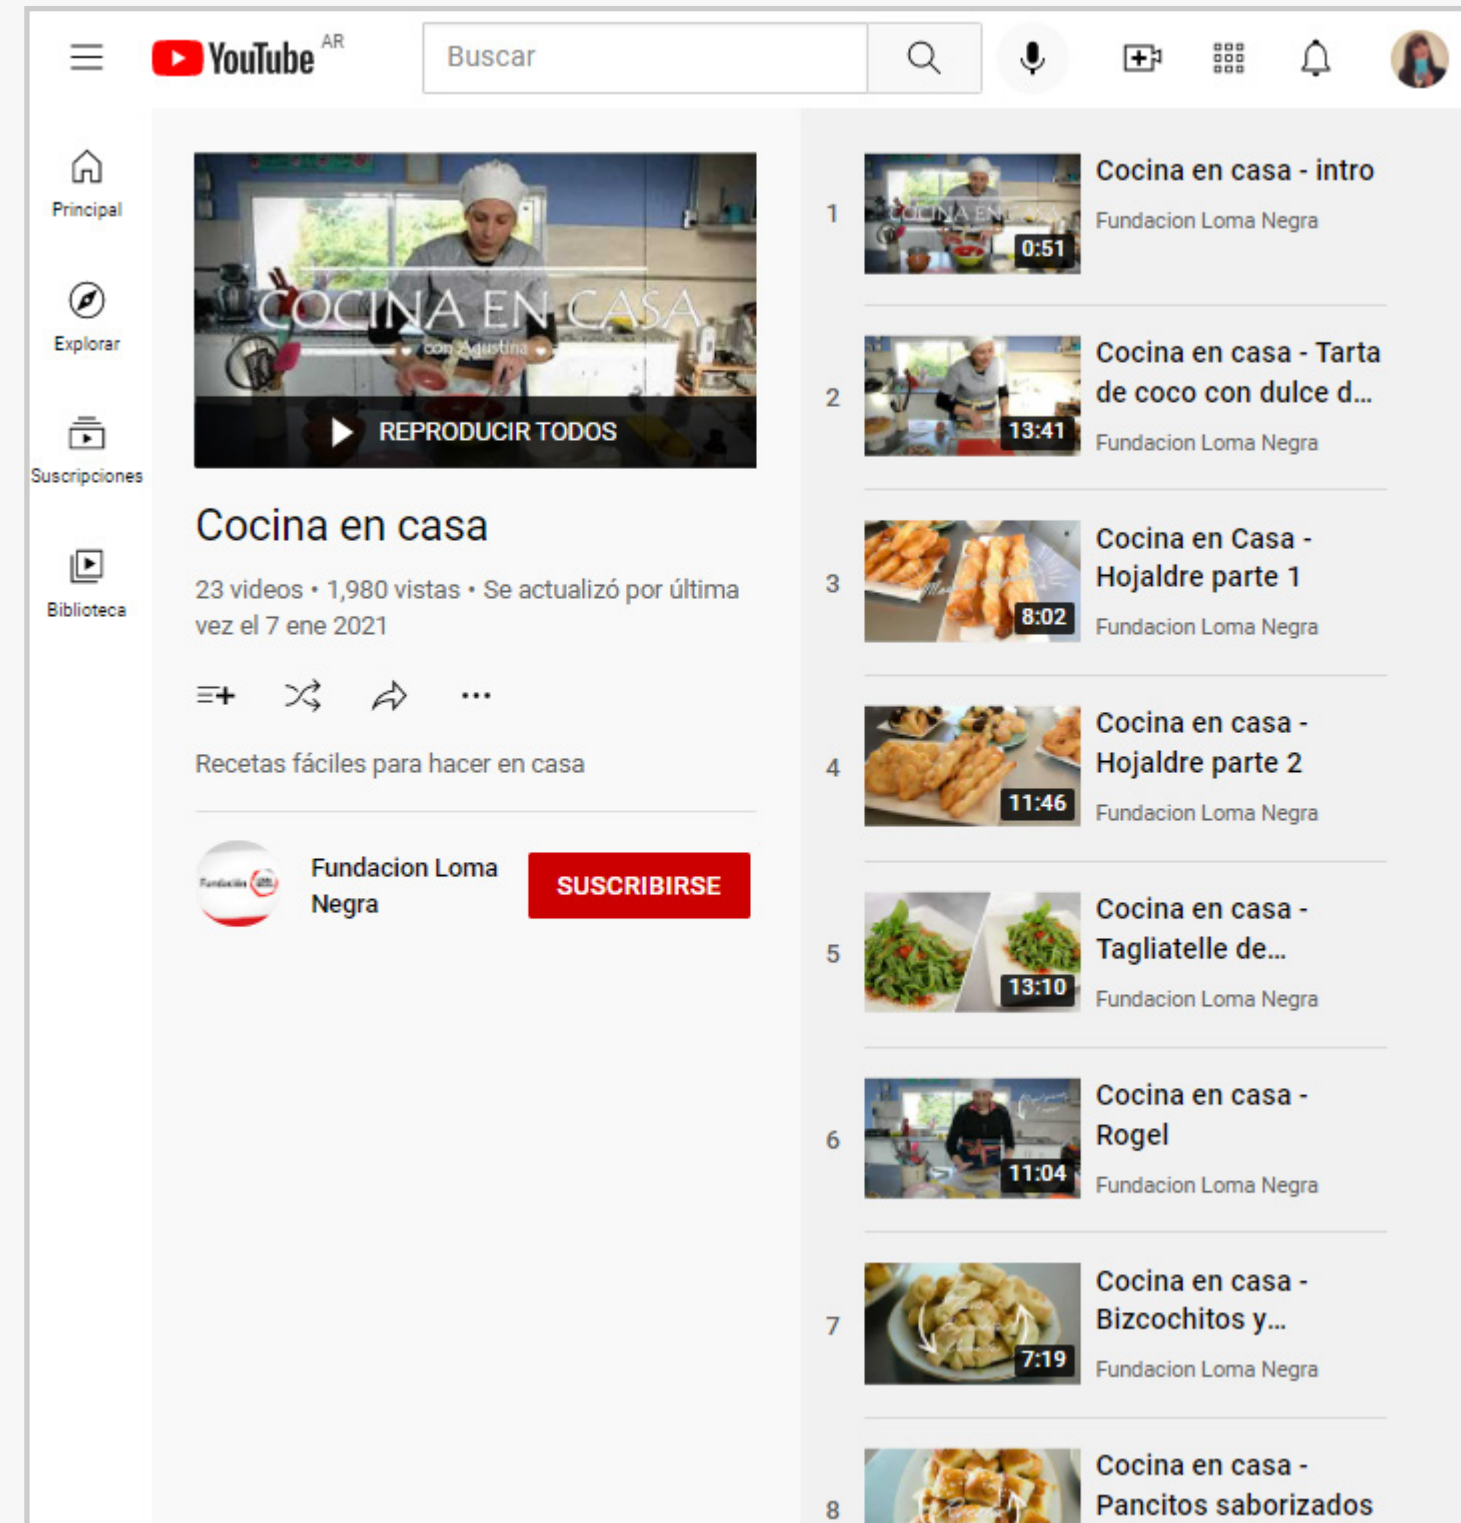 YouTube AR
Buscar
Principal
Explorar
Suscripciones
Biblioteca
COCINA EN CASA
con Agustina
REPRODUCIR TODOS
Cocina en casa
23 videos • 1,980 vistas • Se actualizó por última
vez el 7 ene 2021
Recetas fáciles para hacer en casa
Fundación
Fundacion Loma
Negra
SUSCRIBIRSE
1
COCINA EN CASA
0:51
Cocina en casa - intro
Fundacion Loma Negra
2
13:41
Cocina en casa - Tarta
de coco con dulce d...
Fundacion Loma Negra
3
8:02
Cocina en Casa -
Hojaldre parte 1
Fundacion Loma Negra
4
11:46
Cocina en casa -
Hojaldre parte 2
Fundacion Loma Negra
5
13:10
Cocina en casa -
Tagliatelle de...
Fundacion Loma Negra
6
11:04
Cocina en casa -
Rogel
Fundacion Loma Negra
7
7:19
Cocina en casa -
Bizcochitos y...
Fundacion Loma Negra
8
Cocina en casa -
Pancitos saborizados